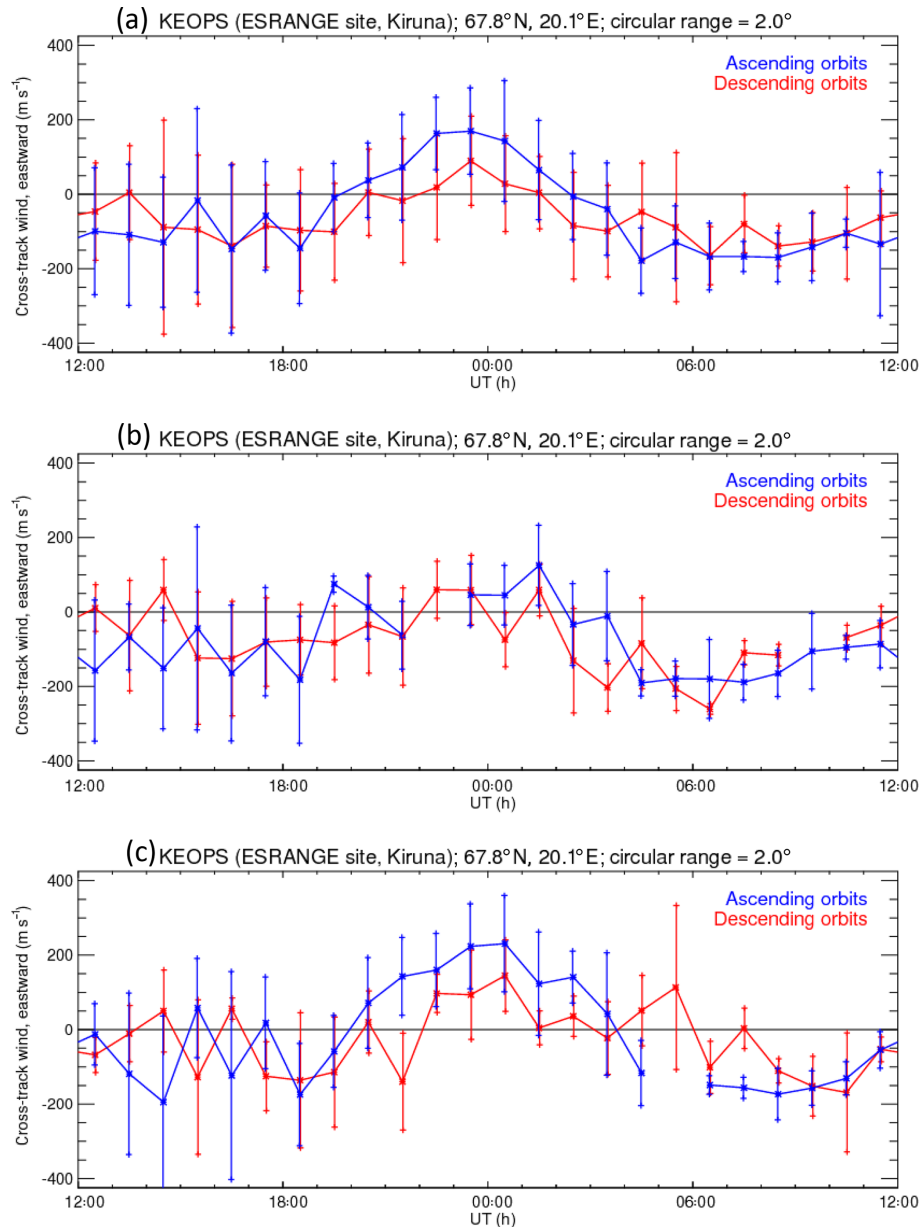 (a) KEOPS (ESRANGE site, Kiruna); 67.8°N, 20.1°E; circular range = 2.0°
400
200
0
-200
-400
Cross-track wind, eastward (m s⁻¹)
Ascending orbits
Descending orbits
12:00 18:00 00:00 06:00 12:00
UT (h)
(b) KEOPS (ESRANGE site, Kiruna); 67.8°N, 20.1°E; circular range = 2.0°
400
200
0
-200
-400
Cross-track wind, eastward (m s⁻¹)
Ascending orbits
Descending orbits
12:00 18:00 00:00 06:00 12:00
UT (h)
(c) KEOPS (ESRANGE site, Kiruna); 67.8°N, 20.1°E; circular range = 2.0°
400
200
0
-200
-400
Cross-track wind, eastward (m s⁻¹)
Ascending orbits
Descending orbits
12:00 18:00 00:00 06:00 12:00
UT (h)